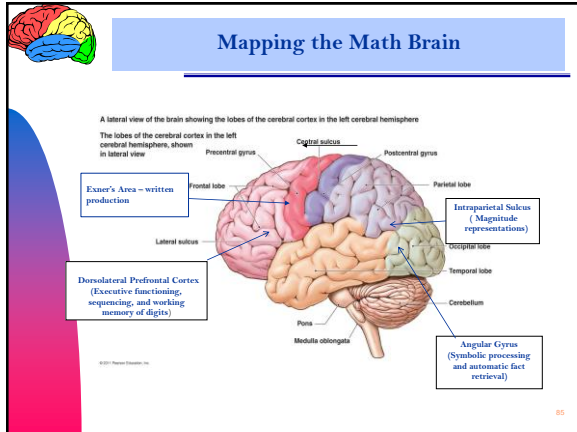 Mapping the Math Brain
A lateral view of the brain showing the lobes of the cerebral cortex in the left cerebral hemisphere
The lobes of the cerebral cortex in the left
cerebral hemisphere, shown
in lateral view
Central sulcus
Precentral gyrus
Postcentral gyrus
Exner's Area – written
production
Frontal lobe
Parietal lobe
Intraparietal Sulcus
( Magnitude
representations)
Lateral sulcus
Occipital lobe
Temporal lobe
Dorsolateral Prefrontal Cortex
(Executive functioning,
sequencing, and working
memory of digits)
Cerebellum
Pons
Medulla oblongata
Angular Gyrus
(Symbolic processing
and automatic fact
retrieval)
©2011 Pearson Education, Inc.
85